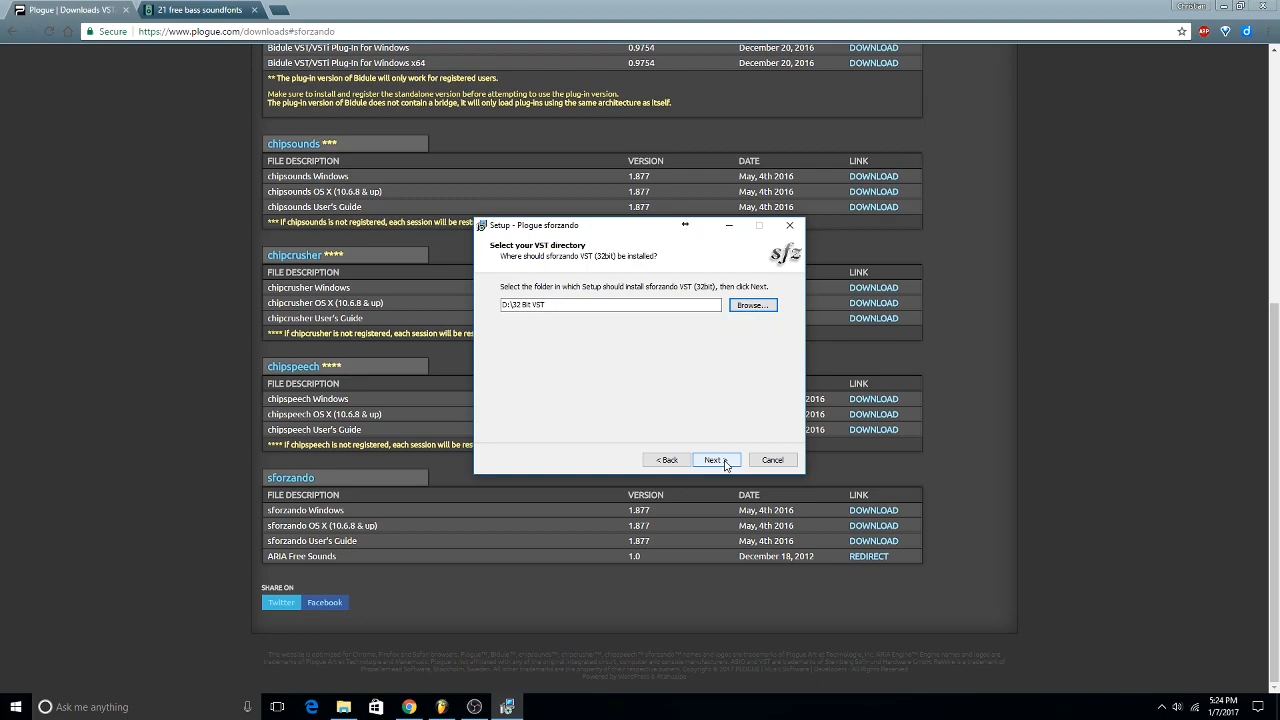 Plogue | Downloads VST
21 free bass soundfonts
Christian
Secure
https://www.plogue.com/downloads#sforzando
ABP
Bidule VST/VSTi Plug-In for Windows 0.9754 December 20, 2016 DOWNLOAD
Bidule VST/VSTi Plug-In for Windows x64 0.9754 December 20, 2016 DOWNLOAD
** The plug-in version of Bidule will only work for registered users.
Make sure to install and register the standalone version before attempting to use the plug-in version.
The plug-in version of Bidule does not contain a bridge, it will only load plug-ins using the same architecture as itself.
chipsounds ***
FILE DESCRIPTION VERSION DATE LINK
chipsounds Windows 1.877 May, 4th 2016 DOWNLOAD
chipsounds OS X (10.6.8 & up) 1.877 May, 4th 2016 DOWNLOAD
chipsounds User's Guide 1.877 May, 4th 2016 DOWNLOAD
*** If chipsounds is not registered, each session will be rest
chipcrusher ****
FILE DESCRIPTION LINK
chipcrusher Windows DOWNLOAD
chipcrusher OS X (10.6.8 & up) DOWNLOAD
chipcrusher User's Guide DOWNLOAD
**** If chipcrusher is not registered, each session will be res
chipspeech ****
FILE DESCRIPTION LINK
chipspeech Windows 2016 DOWNLOAD
chipspeech OS X (10.6.8 & up) 2016 DOWNLOAD
chipspeech User's Guide 2016 DOWNLOAD
**** If chipspeech is not registered, each session will be rest
Setup - Plogue sforzando
Select your VST directory
Where should sforzando VST (32bit) be installed?
sfz
Select the folder in which Setup should install sforzando VST (32bit), then click Next.
D:\32 Bit VST
Browse...
< Back
Next >
Cancel
sforzando
FILE DESCRIPTION VERSION DATE LINK
sforzando Windows 1.877 May, 4th 2016 DOWNLOAD
sforzando OS X (10.6.8 & up) 1.877 May, 4th 2016 DOWNLOAD
sforzando User's Guide 1.877 May, 4th 2016 DOWNLOAD
ARIA Free Sounds 1.0 December 18, 2012 REDIRECT
SHARE ON
Twitter
Facebook
Ask me anything
5:24 PM
1/7/2017